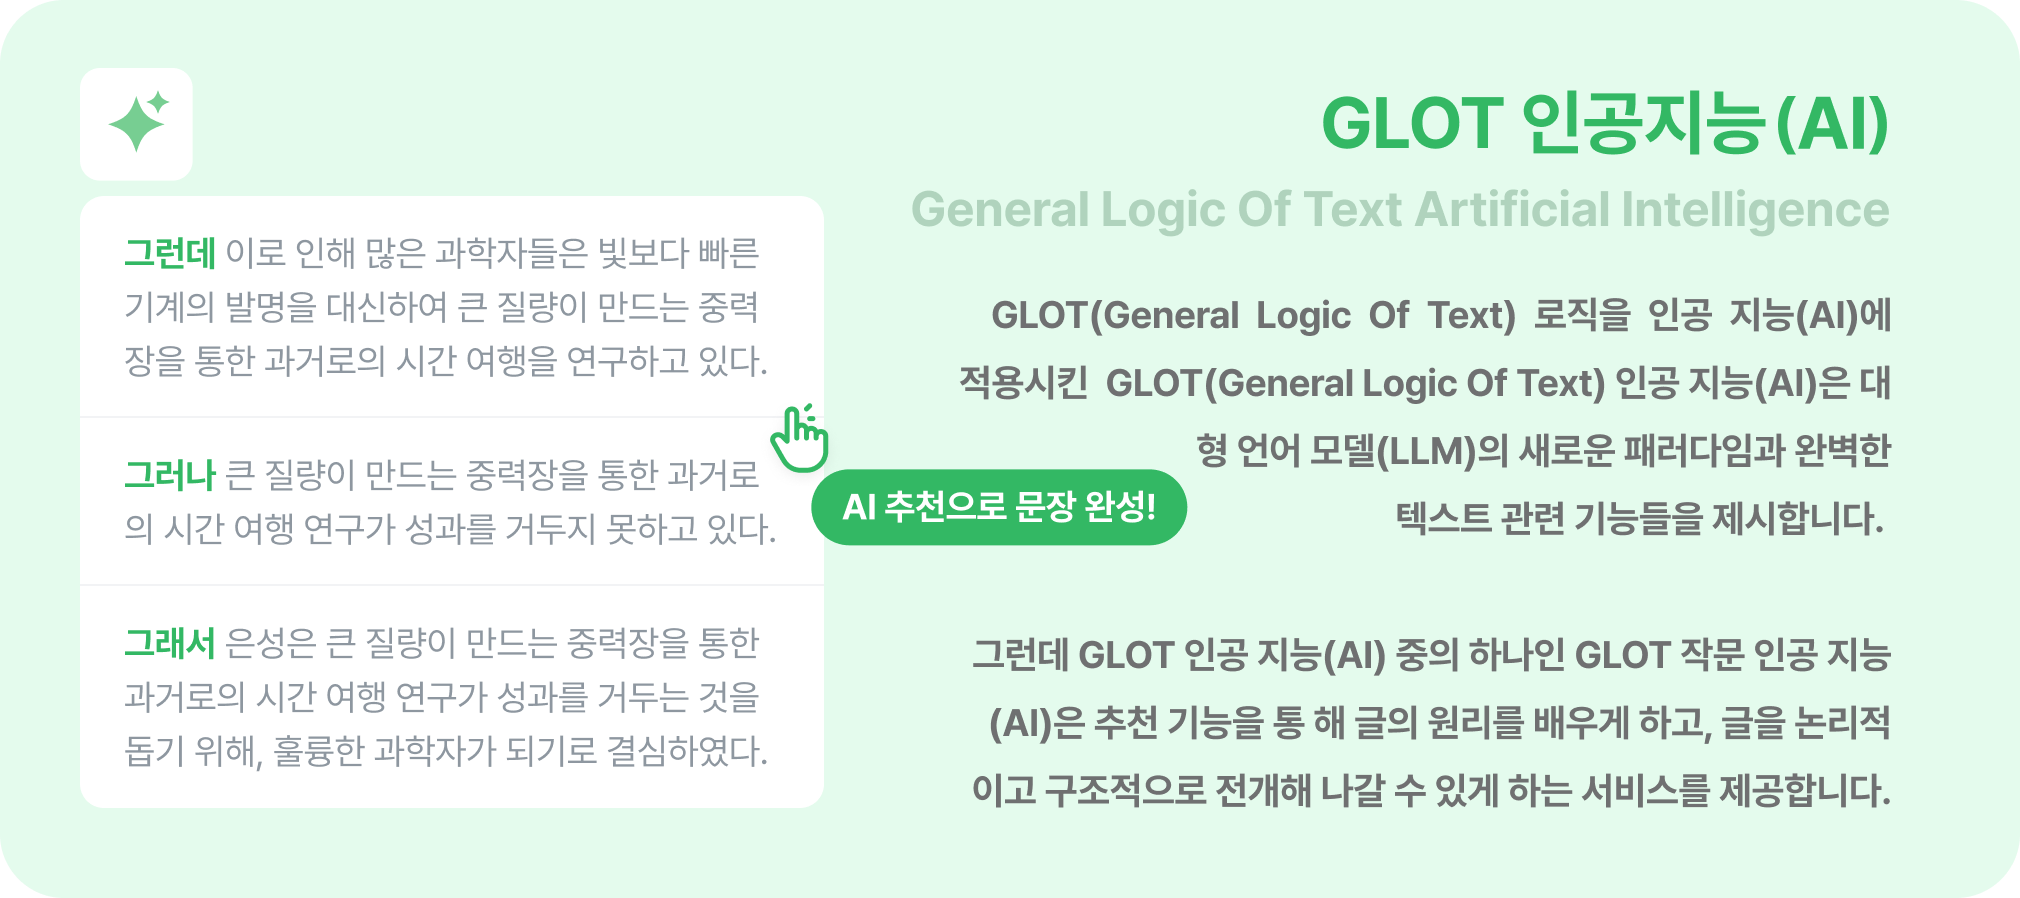 그런데 이로 인해 많은 과학자들은 빛보다 빠른
기계의 발명을 대신하여 큰 질량이 만드는 중력
장을 통한 과거로의 시간 여행을 연구하고 있다.
그러나 큰 질량이 만드는 중력장을 통한 과거로
의 시간 여행 연구가 성과를 거두지 못하고 있다.
그래서 은성은 큰 질량이 만드는 중력장을 통한
과거로의 시간 여행 연구가 성과를 거두는 것을
돕기 위해, 훌륭한 과학자가 되기로 결심하였다.
AI 추천으로 문장 완성!
GLOT 인공지능(AI)
General Logic Of Text Artificial Intelligence
GLOT(General Logic Of Text) 로직을 인공 지능(AI)에
적용시킨 GLOT(General Logic Of Text) 인공 지능(AI)은 대
형 언어 모델(LLM)의 새로운 패러다임과 완벽한
텍스트 관련 기능들을 제시합니다.
그런데 GLOT 인공 지능(AI) 중의 하나인 GLOT 작문 인공 지능
(AI)은 추천 기능을 통 해 글의 원리를 배우게 하고, 글을 논리적
이고 구조적으로 전개해 나갈 수 있게 하는 서비스를 제공합니다.